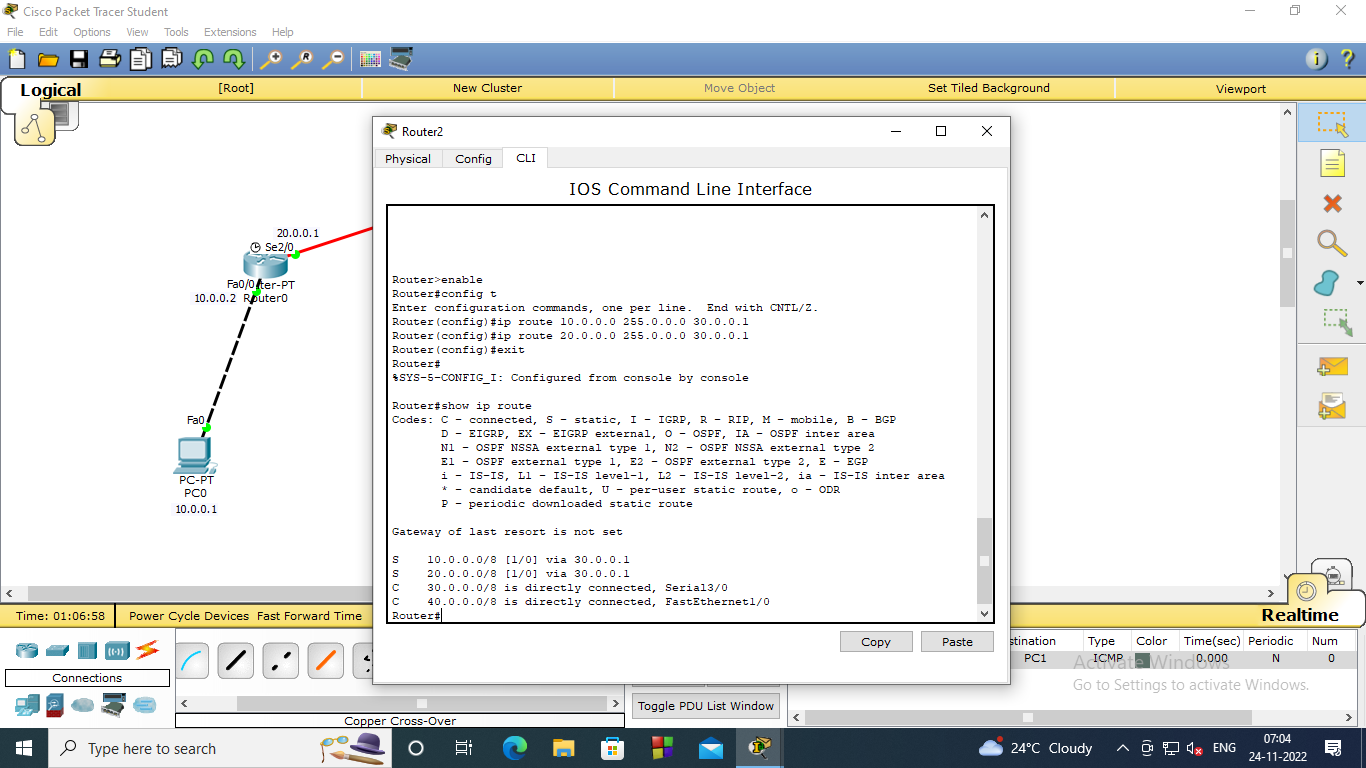 Cisco Packet Tracer Student
File Edit Options View Tools Extensions Help
Logical
[Root]
New Cluster
Move Object
Set Tiled Background
Viewport
20.0.0.1
Se2/0
Fa0/0
ter-PT
10.0.0.2 Router0
Fa0
PC-PT
PC0
10.0.0.1
Router2
Physical Config CLI
IOS Command Line Interface
Router>enable
Router#config t
Enter configuration commands, one per line.  End with CNTL/Z.
Router(config)#ip route 10.0.0.0 255.0.0.0 30.0.0.1
Router(config)#ip route 20.0.0.0 255.0.0.0 30.0.0.1
Router(config)#exit
Router#
%SYS-5-CONFIG_I: Configured from console by console
Router#show ip route
Codes: C - connected, S - static, I - IGRP, R - RIP, M - mobile, B - BGP
D - EIGRP, EX - EIGRP external, O - OSPF, IA - OSPF inter area
N1 - OSPF NSSA external type 1, N2 - OSPF NSSA external type 2
E1 - OSPF external type 1, E2 - OSPF external type 2, E - EGP
i - IS-IS, L1 - IS-IS level-1, L2 - IS-IS level-2, ia - IS-IS inter area
* - candidate default, U - per-user static route, o - ODR
P - periodic downloaded static route
Gateway of last resort is not set
S    10.0.0.0/8 [1/0] via 30.0.0.1
S    20.0.0.0/8 [1/0] via 30.0.0.1
C    30.0.0.0/8 is directly connected, Serial3/0
C    40.0.0.0/8 is directly connected, FastEthernet1/0
Router#
Copy Paste
Time: 01:06:58
Power Cycle Devices Fast Forward Time
Realtime
Connections
Copper Cross-Over
Toggle PDU List Window
stination Type Color Time(sec) Periodic Num
PC1 ICMP 0.000 N 0
Activate Windows
Go to Settings to activate Windows.
Type here to search
24°C Cloudy
ENG
07:04
24-11-2022